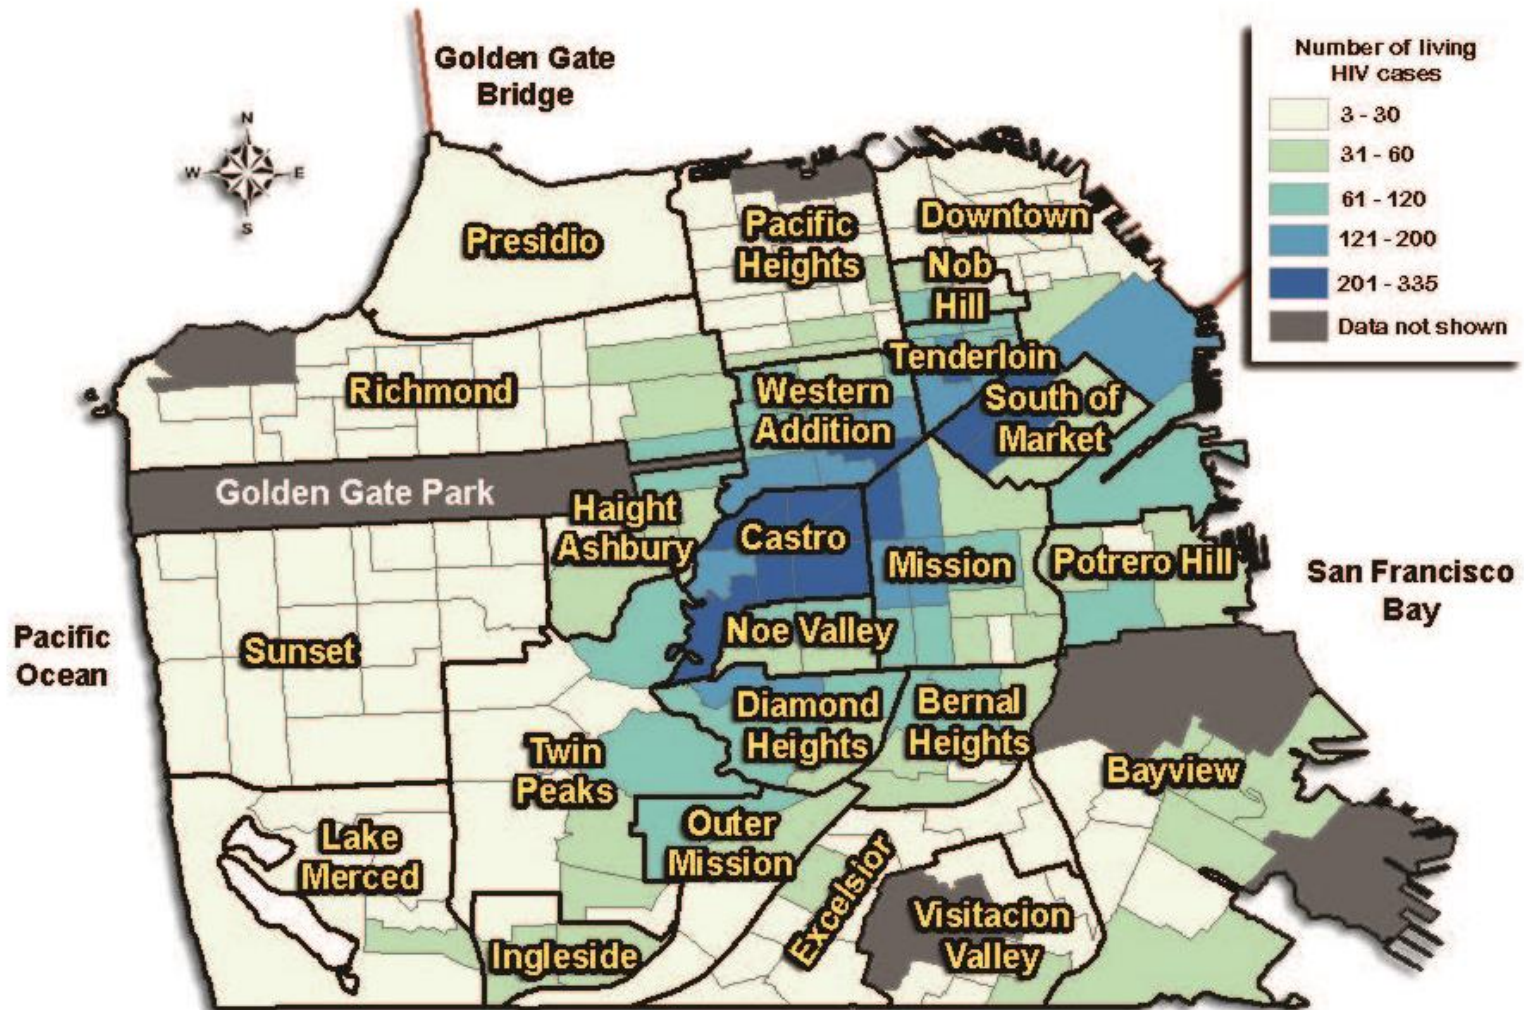 Golden Gate
Bridge
N
W
E
S
Number of living
HIV cases
3 - 30
31 - 60
61 - 120
121 - 200
201 - 335
Data not shown
Presidio
Pacific
Heights
Downtown
Nob
Hill
Richmond
Tenderloin
Western
Addition
South of
Market
Golden Gate Park
Haight
Ashbury
Castro
Mission
Potrero Hill
San Francisco
Bay
Pacific
Ocean
Sunset
Noe Valley
Diamond
Heights
Bernal
Heights
Twin
Peaks
Bayview
Lake
Merced
Outer
Mission
Excelsior
Visitacion
Valley
Ingleside